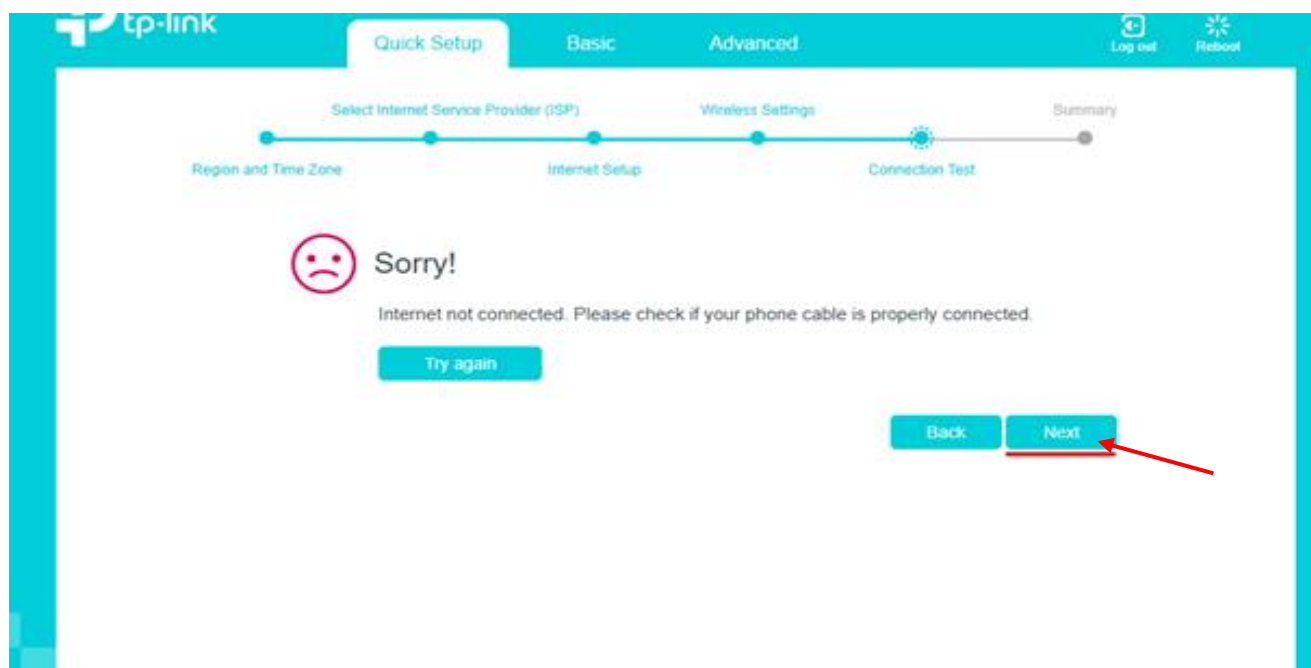 tp-link
Quick Setup Basic Advanced Log out Reboot
Select Internet Service Provider (ISP) Wireless Settings Summary
Region and Time Zone Internet Setup Connection Test
Sorry!
Internet not connected. Please check if your phone cable is properly connected.
Try again
Back Next